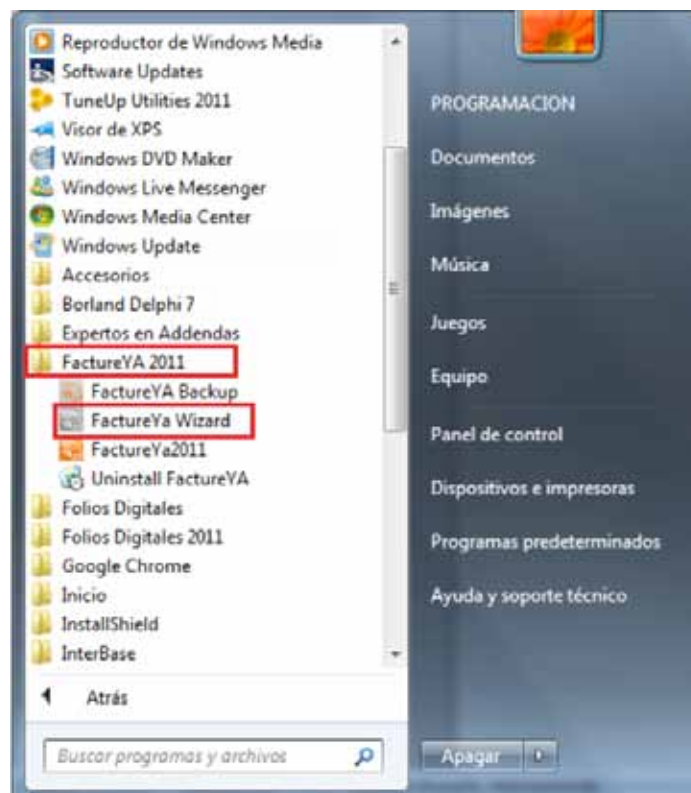 Reproductor de Windows Media
Software Updates
TuneUp Utilities 2011
Visor de XPS
Windows DVD Maker
Windows Live Messenger
Windows Media Center
Windows Update
Accesorios
Borland Delphi 7
Expertos en Addendas
FactureYA 2011
FactureYA Backup
FactureYa Wizard
FactureYa2011
Uninstall FactureYA
Folios Digitales
Folios Digitales 2011
Google Chrome
Inicio
InstallShield
InterBase
Atrás
Buscar programas y archivos
PROGRAMACION
Documentos
Imágenes
Música
Juegos
Equipo
Panel de control
Dispositivos e impresoras
Programas predeterminados
Ayuda y soporte técnico
Apagar